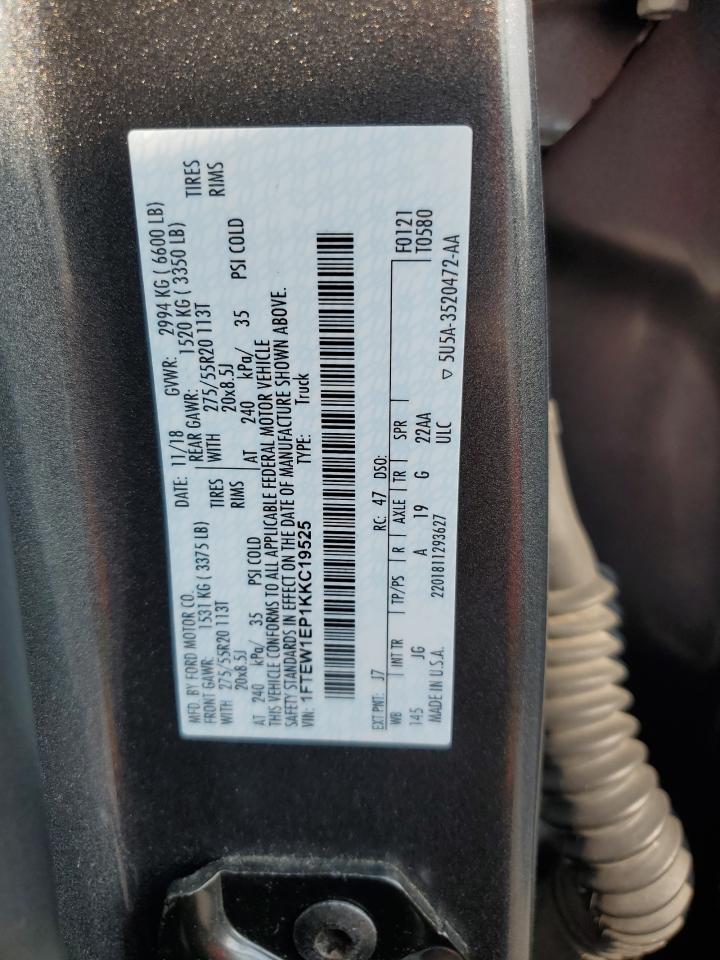 MFD. BY FORD MOTOR CO. DATE: 11/18 GVWR: 2994 KG ( 6600 LB)
FRONT GAWR: 1531 KG ( 3375 LB) REAR GAWR: 1520 KG ( 3350 LB)
WITH 275/55R20 113T TIRES WITH 275/55R20 113T TIRES
20x8.5J RIMS 20x8.5J RIMS
AT 240 kPa/ 35 PSI COLD AT 240 kPa/ 35 PSI COLD
THIS VEHICLE CONFORMS TO ALL APPLICABLE FEDERAL MOTOR VEHICLE
SAFETY STANDARDS IN EFFECT ON THE DATE OF MANUFACTURE SHOWN ABOVE.
VIN: 1FTEW1EP1KKC19525 TYPE: Truck
EXT PNT: J7 RC: 47 DSO: F0121
WB INT TR TP/PS R AXLE TR SPR T0580
145 JG A 19 G 22AA
MADE IN U.S.A. 2201811293627 ULC ▽ 5U5A-3520472-AA